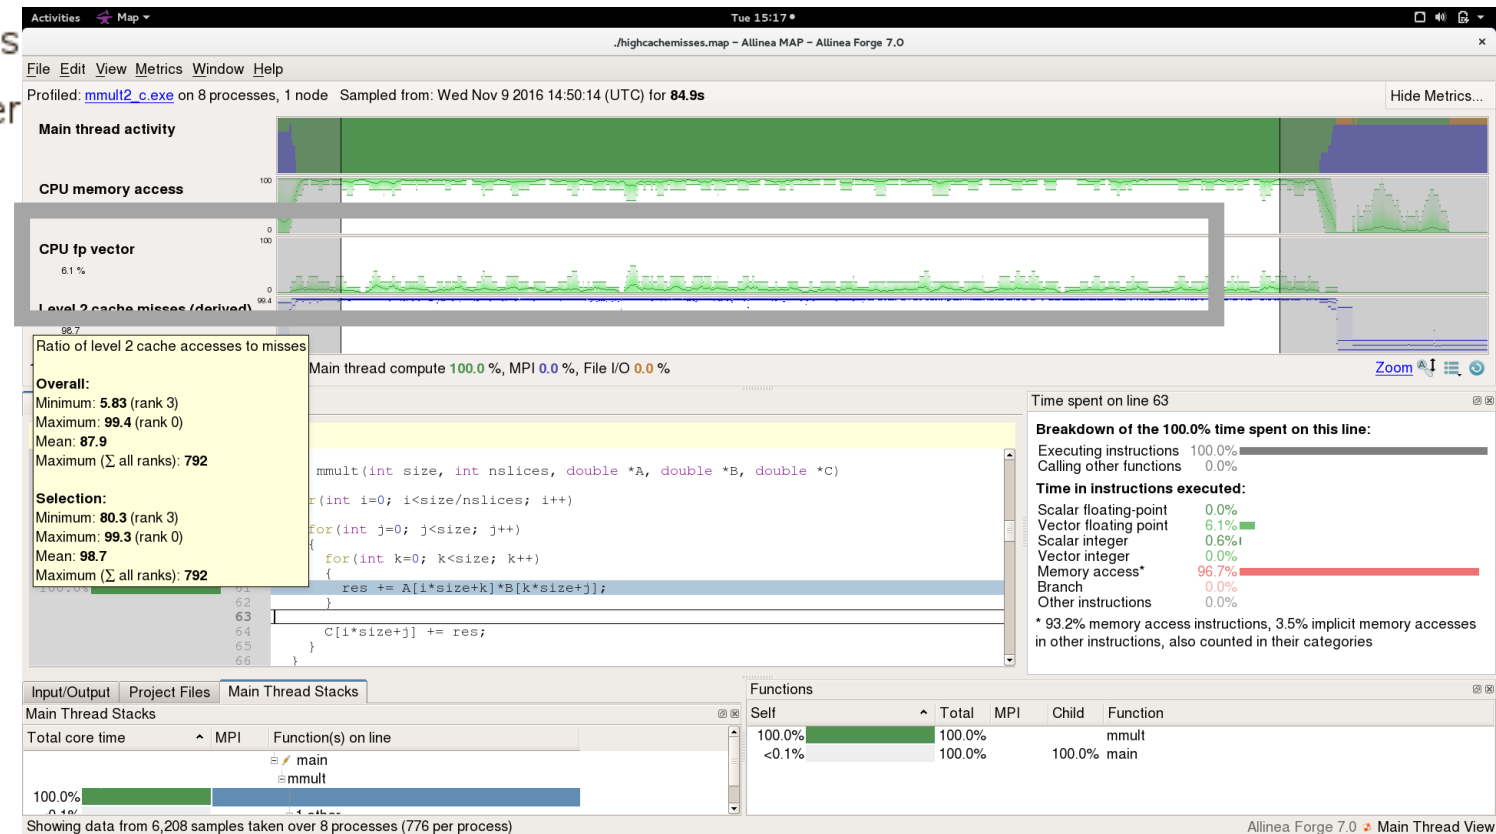 s
er
Activities Map Tue 15:17
./highcachemisses.map – Allinea MAP – Allinea Forge 7.0 ×
File Edit View Metrics Window Help
Profiled: mmult2_c.exe on 8 processes, 1 node Sampled from: Wed Nov 9 2016 14:50:14 (UTC) for 84.9s Hide Metrics...
Main thread activity
CPU memory access 100
0
CPU fp vector 100
6.1 %
0
Level 2 cache misses (derived) 99.4
98.7
Ratio of level 2 cache accesses to misses
Overall:
Minimum: 5.83 (rank 3)
Maximum: 99.4 (rank 0)
Mean: 87.9
Maximum (∑ all ranks): 792
Selection:
Minimum: 80.3 (rank 3)
Maximum: 99.3 (rank 0)
Mean: 98.7
Maximum (∑ all ranks): 792
Main thread compute 100.0 %, MPI 0.0 %, File I/O 0.0 % Zoom
mmult(int size, int nslices, double *A, double *B, double *C)
r(int i=0; i<size/nslices; i++)
for(int j=0; j<size; j++)
{
for(int k=0; k<size; k++)
{
100.0% 61 res += A[i*size+k]*B[k*size+j];
62 }
63
64 C[i*size+j] += res;
65 }
66 }
Time spent on line 63
Breakdown of the 100.0% time spent on this line:
Executing instructions 100.0%
Calling other functions 0.0%
Time in instructions executed:
Scalar floating-point 0.0%
Vector floating point 6.1%
Scalar integer 0.6%
Vector integer 0.0%
Memory access* 96.7%
Branch 0.0%
Other instructions 0.0%
* 93.2% memory access instructions, 3.5% implicit memory accesses
in other instructions, also counted in their categories
Input/Output Project Files Main Thread Stacks
Main Thread Stacks
Total core time MPI Function(s) on line
main
mmult
100.0%
<0.1% 1 other
Functions
Self Total MPI Child Function
100.0% 100.0% mmult
<0.1% 100.0% 100.0% main
Showing data from 6,208 samples taken over 8 processes (776 per process) Allinea Forge 7.0 Main Thread View